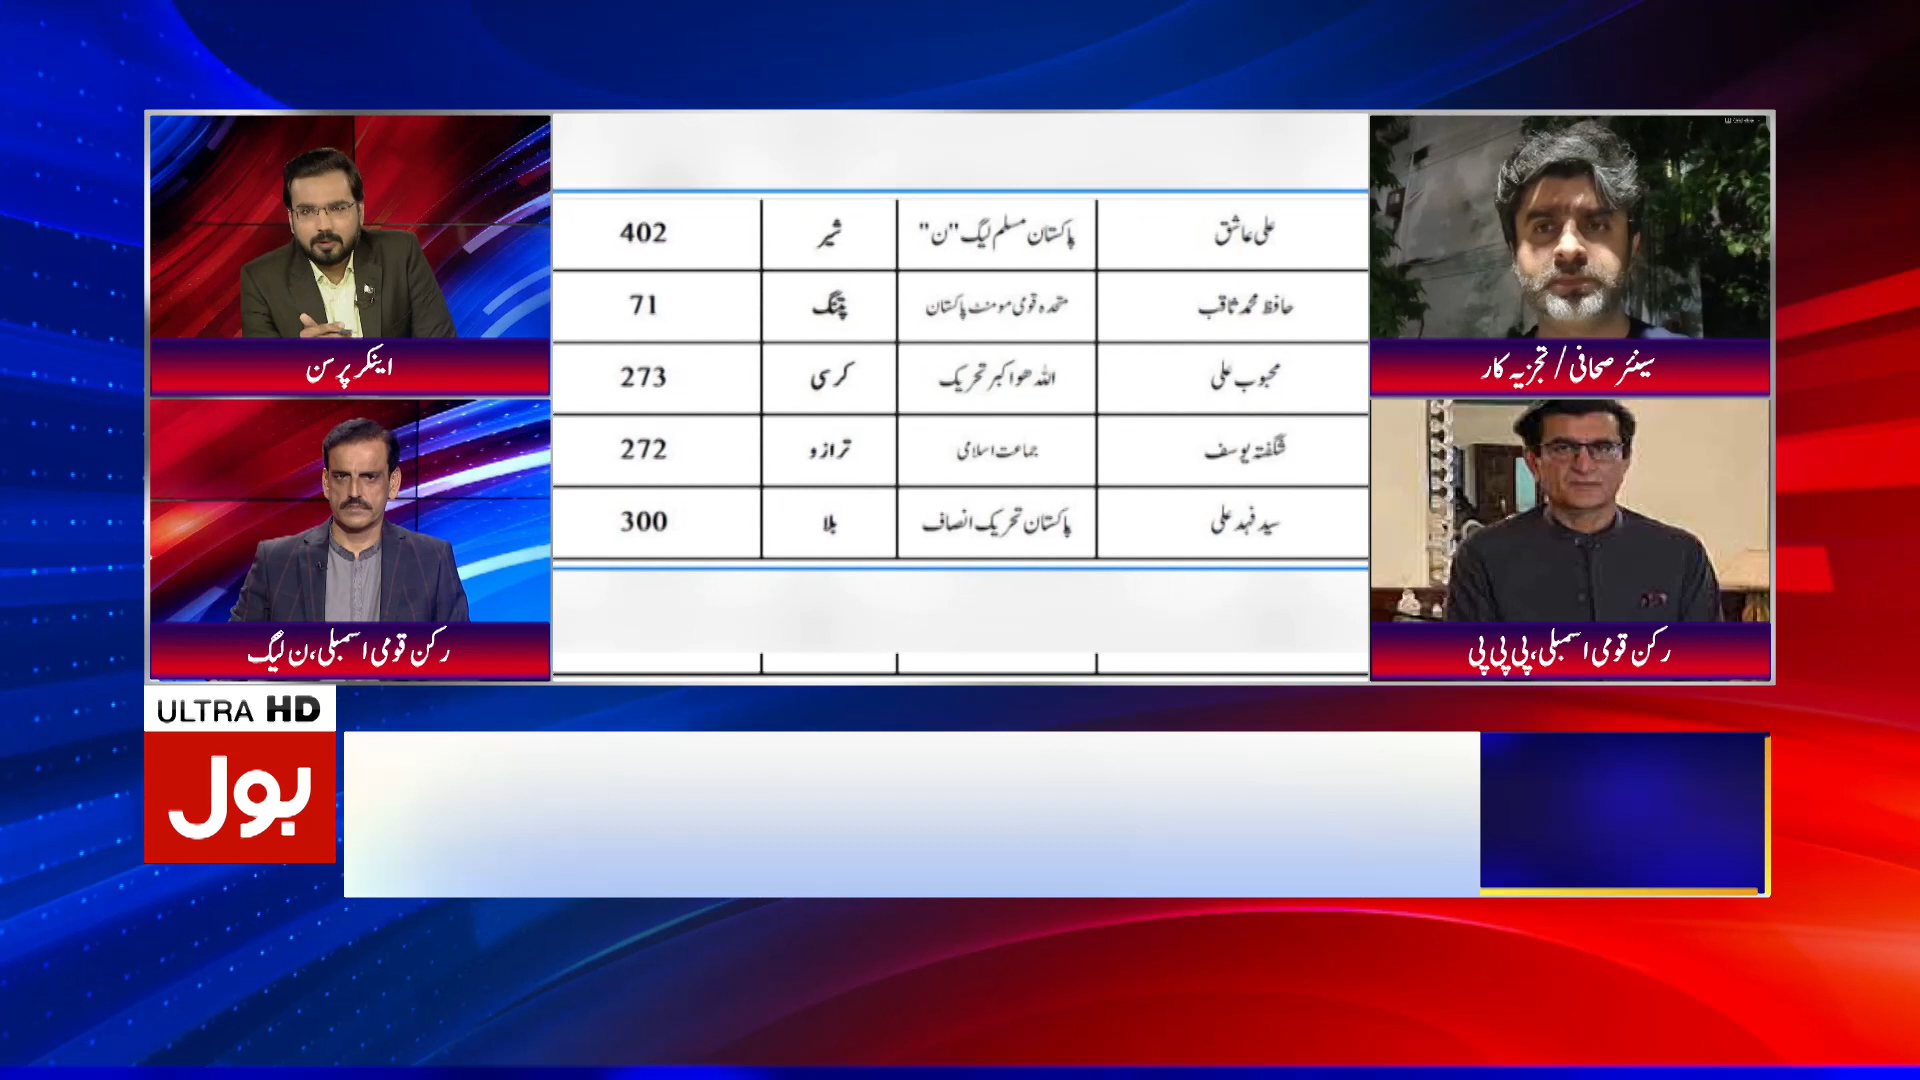 علی عاشق پاکستان مسلم لیگ "ن" شیر 402
حافظ محمد ثاقب متحدہ قومی مومنٹ پاکستان پتنگ 71
محبوب علی اللہ ھو اکبر تحریک کرسی 273
شگفتہ یوسف جماعت اسلامی ترازو 272
سید فہد علی پاکستان تحریک انصاف بلا 300
سینئر صحافی / تجزیہ کار
اینکر پرسن
رکن قومی اسمبلی، پی پی پی
رکن قومی اسمبلی، ن لیگ
ULTRA HD
بول